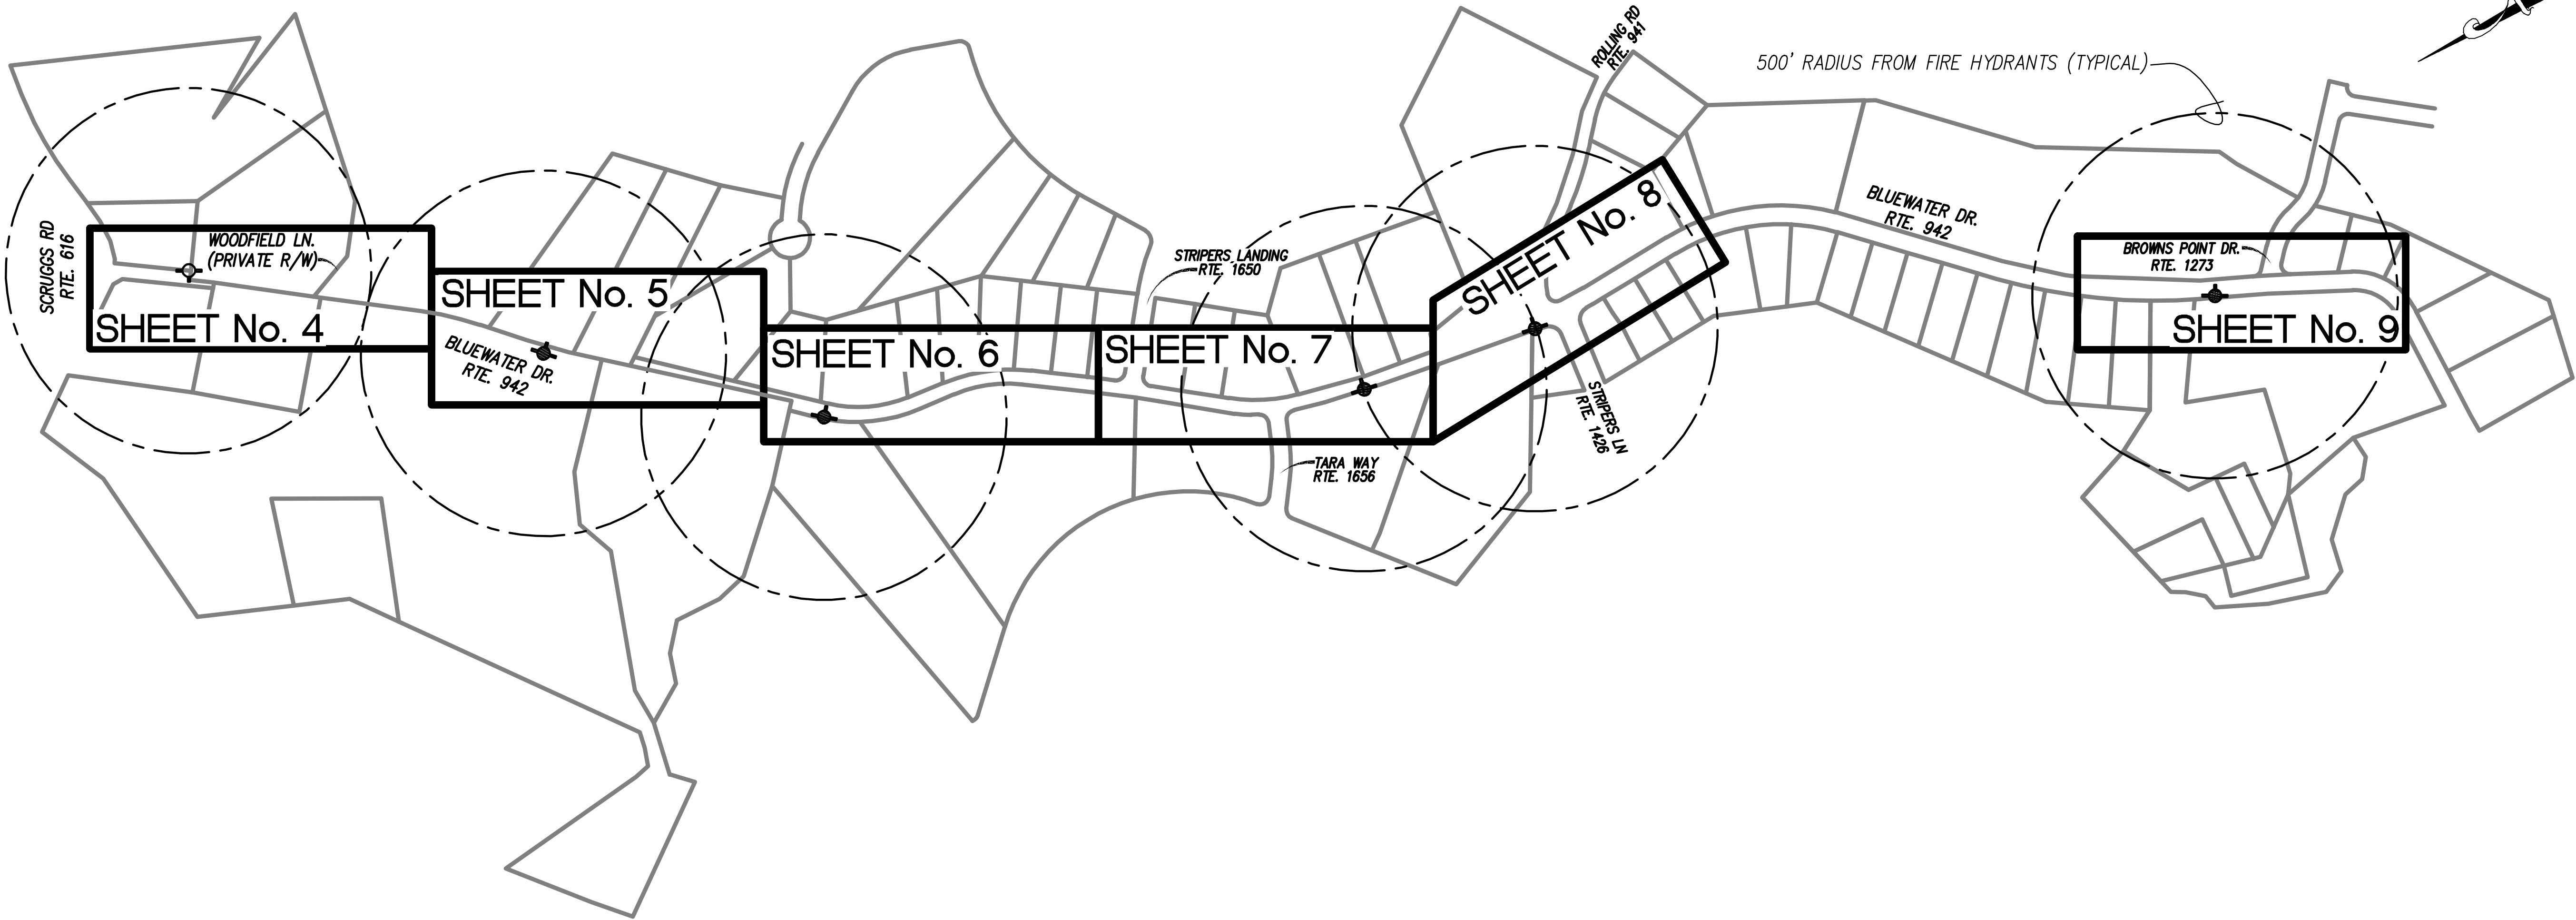 ROLLING RD
RTE. 941
500' RADIUS FROM FIRE HYDRANTS (TYPICAL)
SCRUGGS RD
RTE. 616
WOODFIELD LN.
(PRIVATE R/W)
SHEET No. 4
SHEET No. 5
BLUEWATER DR.
RTE. 942
SHEET No. 6
STRIPERS LANDING
RTE. 1650
SHEET No. 7
TARA WAY
RTE. 1656
SHEET No. 8
STRIPERS LN
RTE. 1426
BLUEWATER DR.
RTE. 942
BROWNS POINT DR.
RTE. 1273
SHEET No. 9